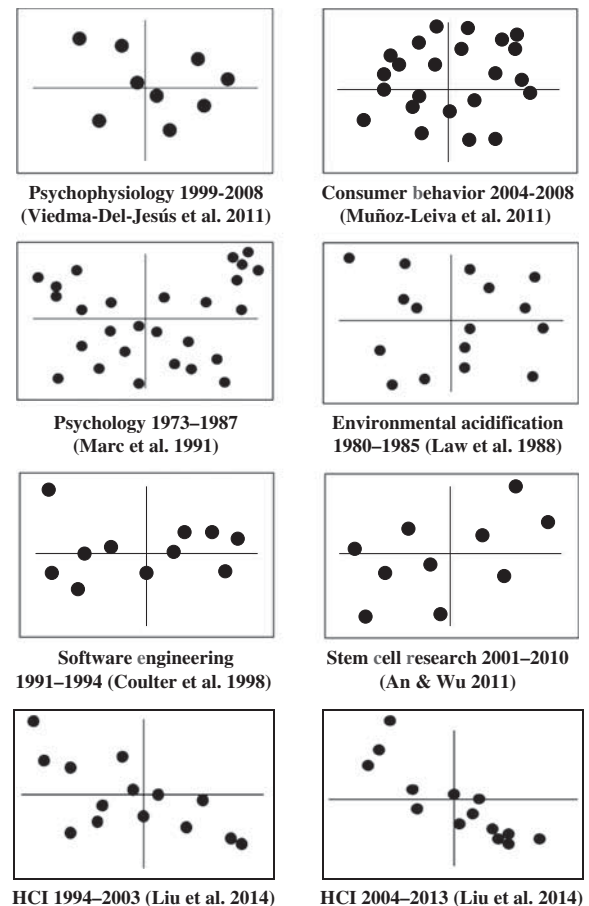 Psychophysiology 1999-2008
(Viedma-Del-Jesús et al. 2011)
Consumer behavior 2004-2008
(Muñoz-Leiva et al. 2011)
Psychology 1973–1987
(Marc et al. 1991)
Environmental acidification
1980–1985 (Law et al. 1988)
Software engineering
1991–1994 (Coulter et al. 1998)
Stem cell research 2001–2010
(An & Wu 2011)
HCI 1994–2003 (Liu et al. 2014)
HCI 2004–2013 (Liu et al. 2014)